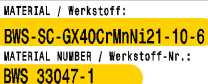 MATERIAL / Werkstoff:
BWS-SC-GX40CrMnNi21-10-6
MATERIAL NUMBER / Werkstoff-Nr.:
BWS 33047-1